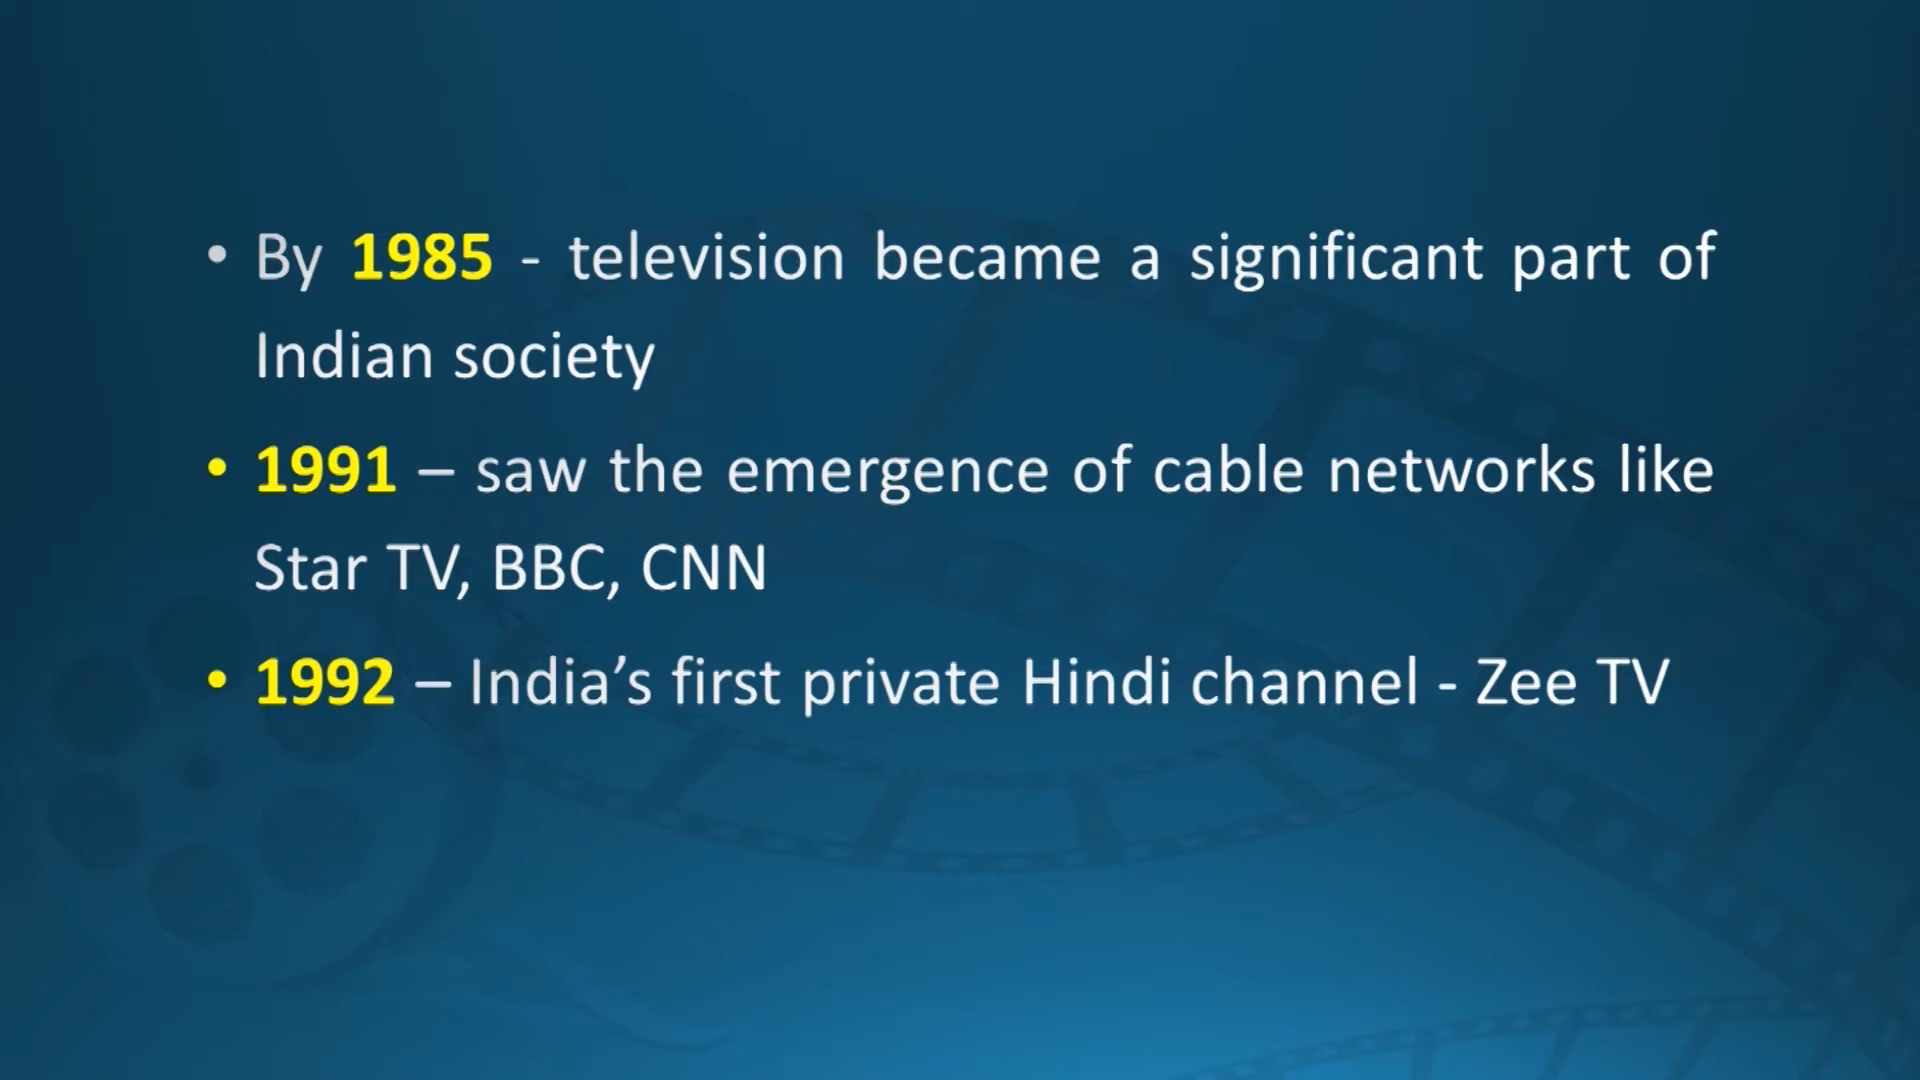 • By 1985 - television became a significant part of
Indian society
• 1991 – saw the emergence of cable networks like
Star TV, BBC, CNN
• 1992 – India’s first private Hindi channel - Zee TV